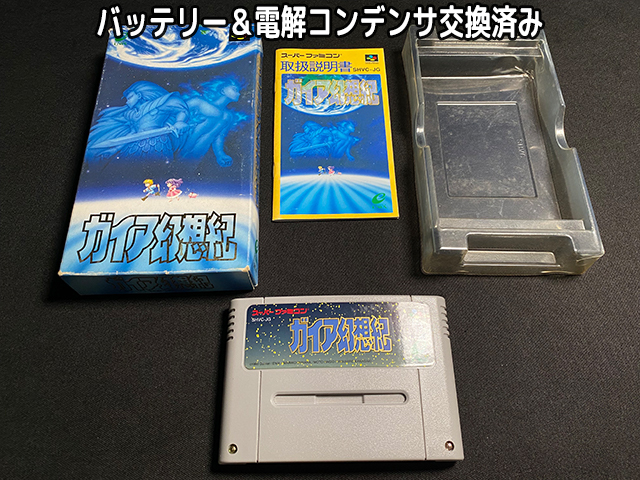 バッテリー&電解コンデンサ交換済み
スーパーファミコン
取扱説明書
SHVC-JG
ガイア幻想紀
ガイア幻想紀
スーパーファミコン
SHVC-JG
ガイア幻想紀